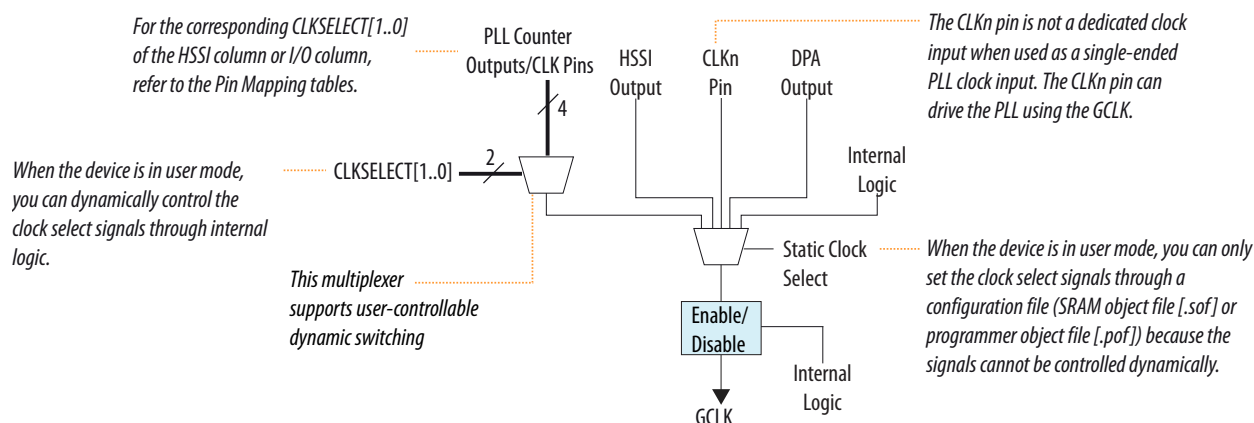 For the corresponding CLKSELECT[1..0]
of the HSSI column or I/O column,
refer to the Pin Mapping tables.
PLL Counter
Outputs/CLK Pins
HSSI
Output
CLKn
Pin
DPA
Output
The CLKn pin is not a dedicated clock
input when used as a single-ended
PLL clock input. The CLKn pin can
drive the PLL using the GCLK.
4
When the device is in user mode,
you can dynamically control the
clock select signals through internal
logic.
CLKSELECT[1..0]
2
Internal
Logic
This multiplexer
supports user-controllable
dynamic switching
Static Clock
Select
When the device is in user mode, you can only
set the clock select signals through a
configuration file (SRAM object file [.sof] or
programmer object file [.pof]) because the
signals cannot be controlled dynamically.
Enable/
Disable
Internal
Logic
GCLK